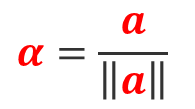 α = a / ‖a‖